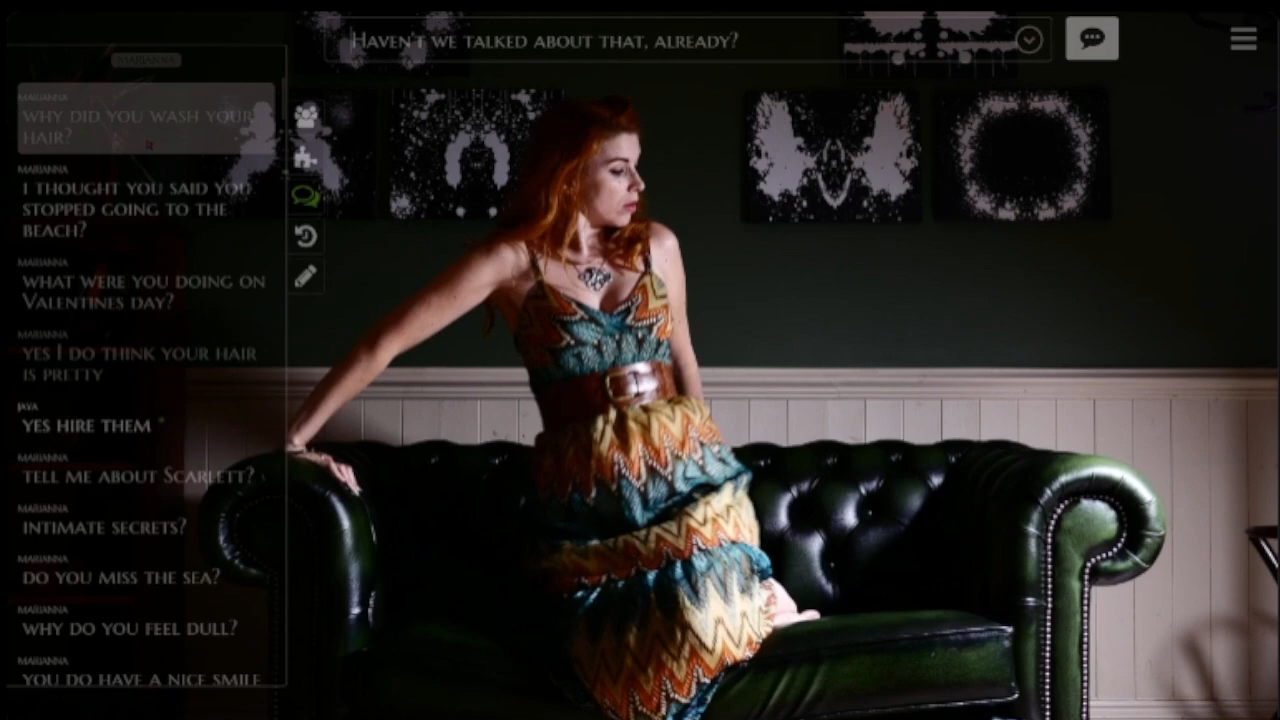 Haven't we talked about that, already?
MARIANNA
MARIANNA
why did you wash your
hair?
MARIANNA
I thought you said you
stopped going to the
beach?
MARIANNA
what were you doing on
Valentines day?
MARIANNA
yes I do think your hair
is pretty
JAYA
yes hire them *
MARIANNA
tell me about Scarlett?
MARIANNA
intimate secrets?
MARIANNA
do you miss the sea?
MARIANNA
why do you feel dull?
MARIANNA
you do have a nice smile